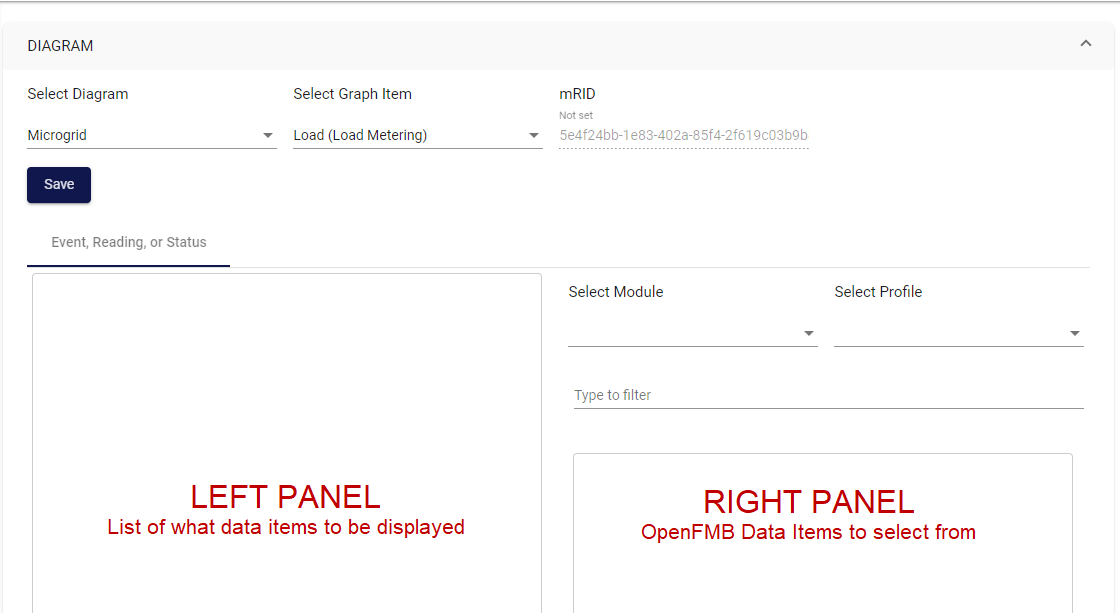 DIAGRAM
Select Diagram
Select Graph Item
mRID
Not set
Microgrid
Load (Load Metering)
5e4f24bb-1e83-402a-85f4-2f619c03b9b
Save
Event, Reading, or Status
Select Module
Select Profile
Type to filter
LEFT PANEL
List of what data items to be displayed
RIGHT PANEL
OpenFMB Data Items to select from